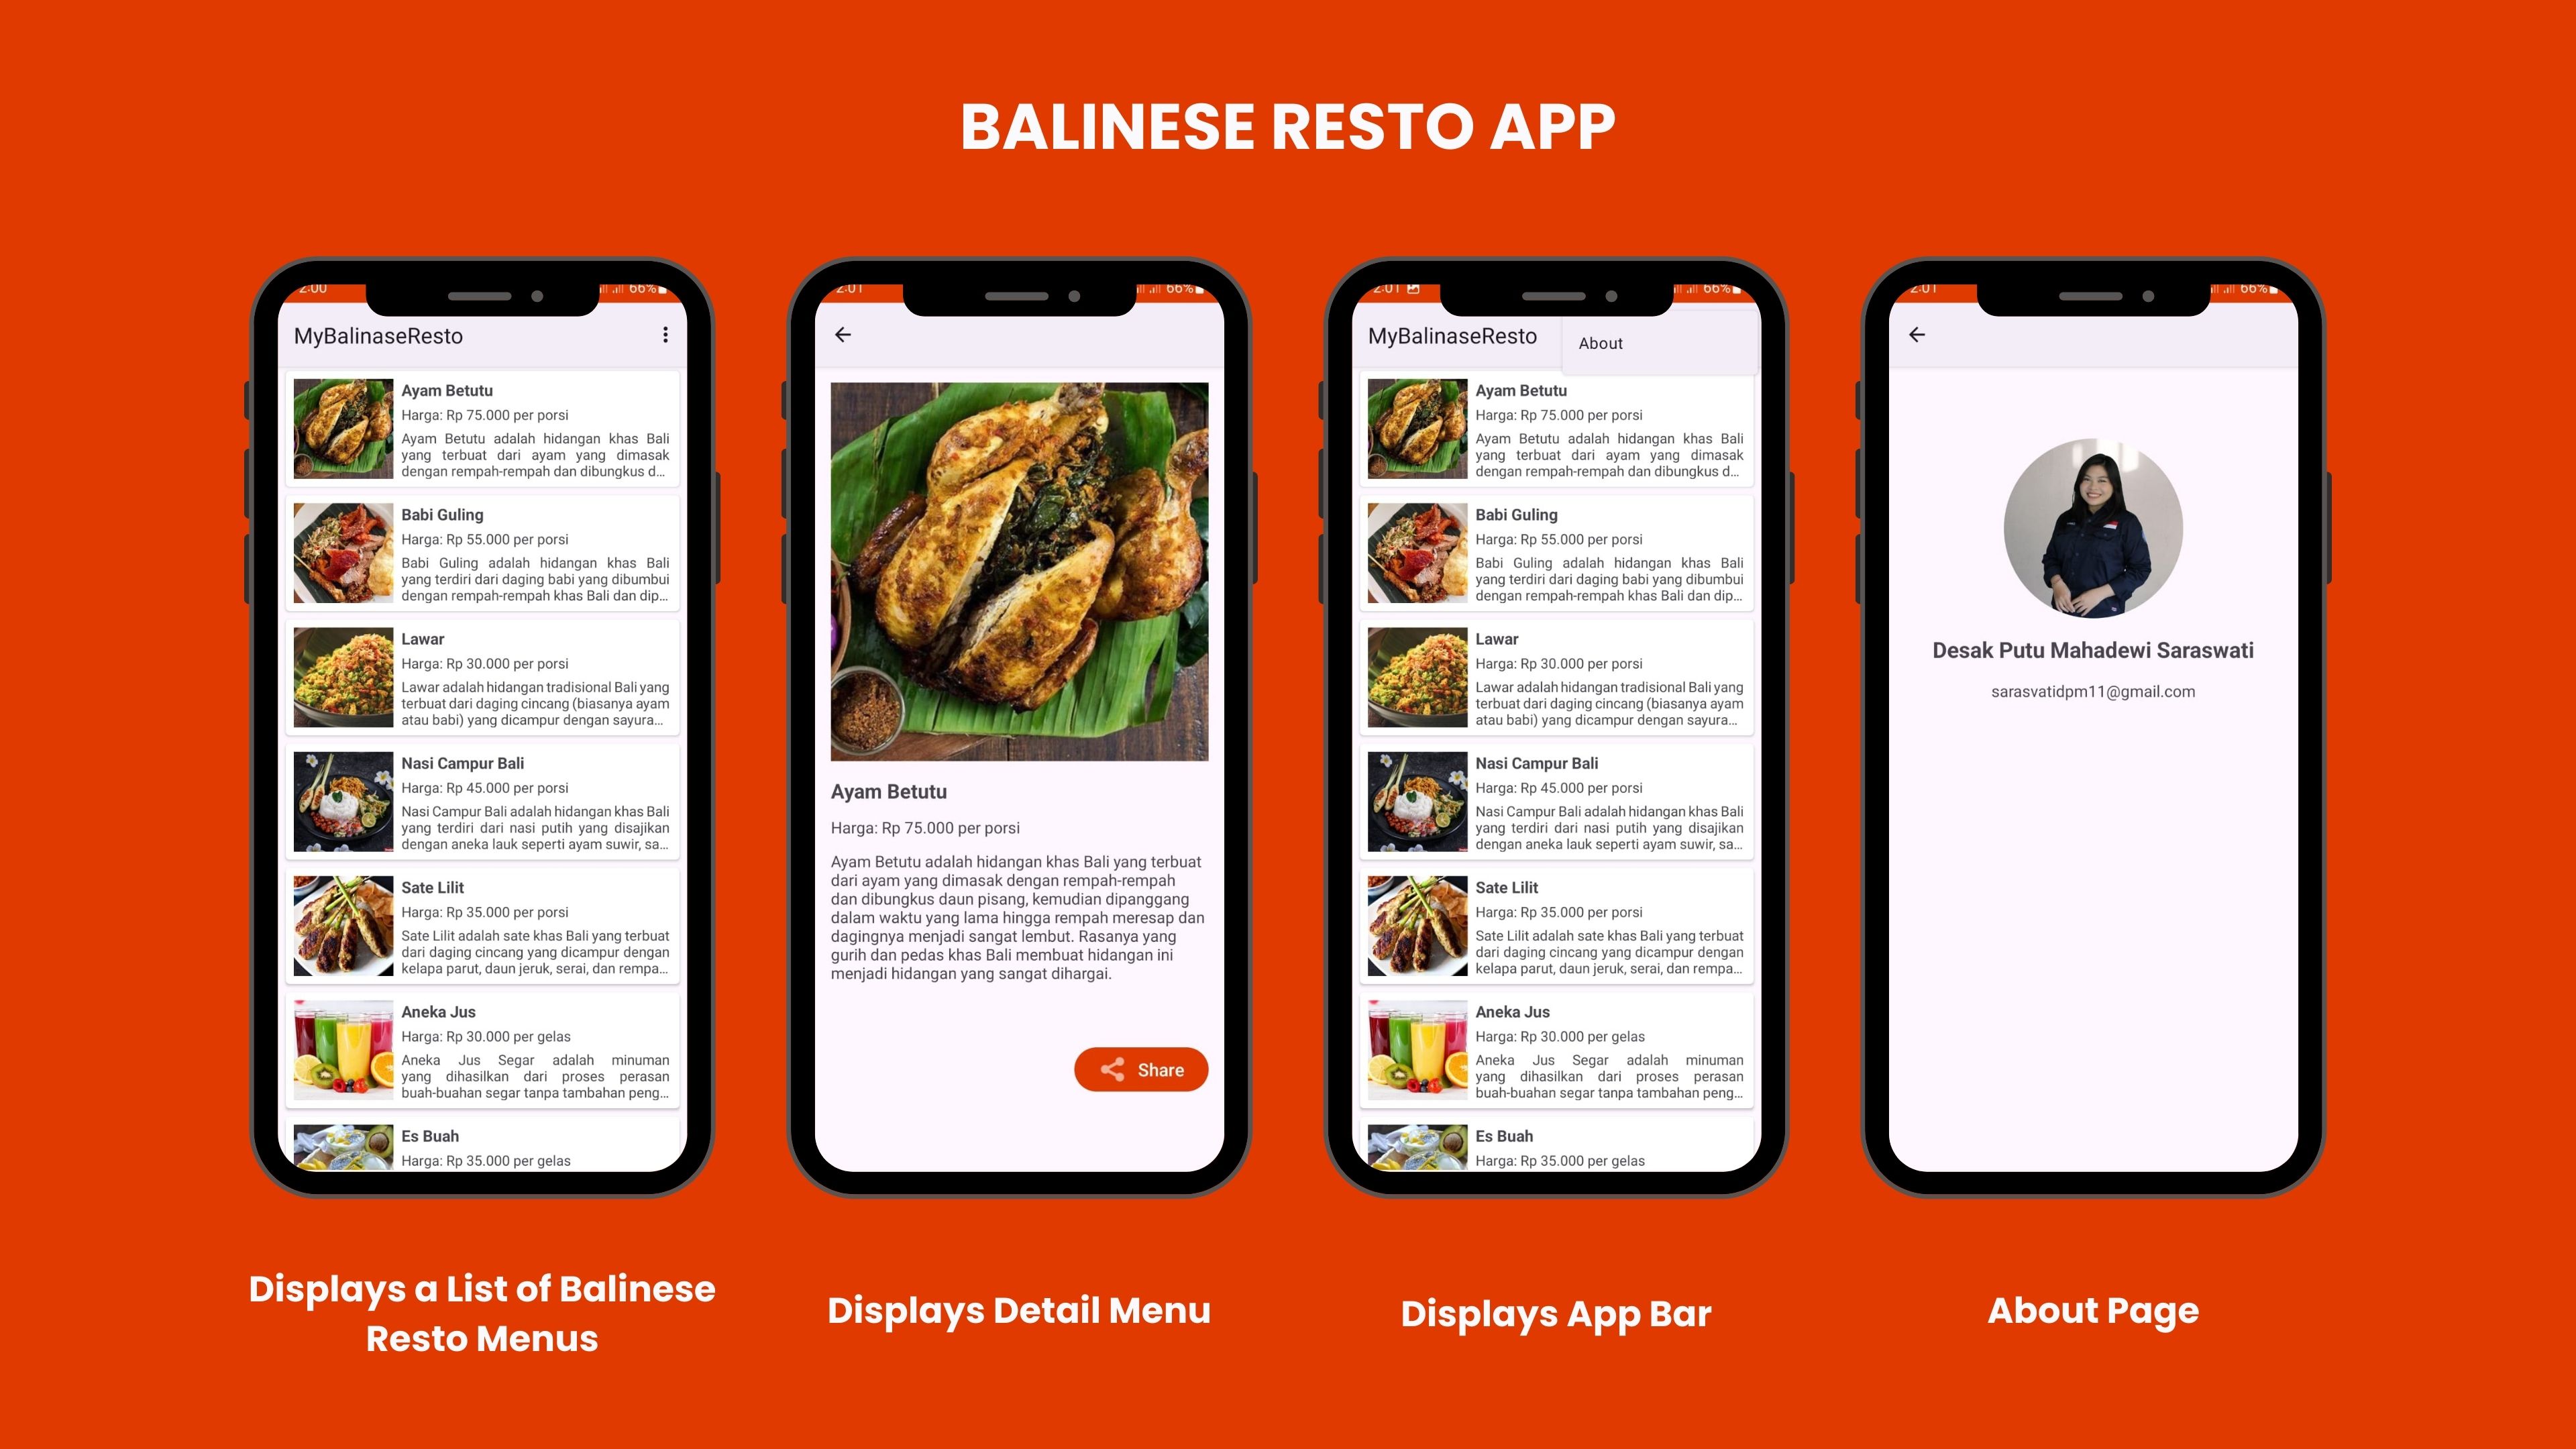 BALINESE RESTO APP
2:00
66%
MyBalinaseResto
Ayam Betutu
Harga: Rp 75.000 per porsi
Ayam Betutu adalah hidangan khas Bali
yang terbuat dari ayam yang dimasak
dengan rempah-rempah dan dibungkus d...
Babi Guling
Harga: Rp 55.000 per porsi
Babi Guling adalah hidangan khas Bali
yang terdiri dari daging babi yang dibumbui
dengan rempah-rempah khas Bali dan dip...
Lawar
Harga: Rp 30.000 per porsi
Lawar adalah hidangan tradisional Bali yang
terbuat dari daging cincang (biasanya ayam
atau babi) yang dicampur dengan sayura...
Nasi Campur Bali
Harga: Rp 45.000 per porsi
Nasi Campur Bali adalah hidangan khas Bali
yang terdiri dari nasi putih yang disajikan
dengan aneka lauk seperti ayam suwir, sa...
Sate Lilit
Harga: Rp 35.000 per porsi
Sate Lilit adalah sate khas Bali yang terbuat
dari daging cincang yang dicampur dengan
kelapa parut, daun jeruk, serai, dan rempa...
Aneka Jus
Harga: Rp 30.000 per gelas
Aneka Jus Segar adalah minuman
yang dihasilkan dari proses perasan
buah-buahan segar tanpa tambahan peng...
Es Buah
Harga: Rp 35.000 per gelas
Displays a List of Balinese
Resto Menus
2:01
66%
Ayam Betutu
Harga: Rp 75.000 per porsi
Ayam Betutu adalah hidangan khas Bali yang terbuat
dari ayam yang dimasak dengan rempah-rempah
dan dibungkus daun pisang, kemudian dipanggang
dalam waktu yang lama hingga rempah meresap dan
dagingnya menjadi sangat lembut. Rasanya yang
gurih dan pedas khas Bali membuat hidangan ini
menjadi hidangan yang sangat dihargai.
Share
Displays Detail Menu
2:01
66%
MyBalinaseResto
About
Ayam Betutu
Harga: Rp 75.000 per porsi
Ayam Betutu adalah hidangan khas Bali
yang terbuat dari ayam yang dimasak
dengan rempah-rempah dan dibungkus d...
Babi Guling
Harga: Rp 55.000 per porsi
Babi Guling adalah hidangan khas Bali
yang terdiri dari daging babi yang dibumbui
dengan rempah-rempah khas Bali dan dip...
Lawar
Harga: Rp 30.000 per porsi
Lawar adalah hidangan tradisional Bali yang
terbuat dari daging cincang (biasanya ayam
atau babi) yang dicampur dengan sayura...
Nasi Campur Bali
Harga: Rp 45.000 per porsi
Nasi Campur Bali adalah hidangan khas Bali
yang terdiri dari nasi putih yang disajikan
dengan aneka lauk seperti ayam suwir, sa...
Sate Lilit
Harga: Rp 35.000 per porsi
Sate Lilit adalah sate khas Bali yang terbuat
dari daging cincang yang dicampur dengan
kelapa parut, daun jeruk, serai, dan rempa...
Aneka Jus
Harga: Rp 30.000 per gelas
Aneka Jus Segar adalah minuman
yang dihasilkan dari proses perasan
buah-buahan segar tanpa tambahan peng...
Es Buah
Harga: Rp 35.000 per gelas
Displays App Bar
2:01
66%
Desak Putu Mahadewi Saraswati
sarasvatidpm11@gmail.com
About Page